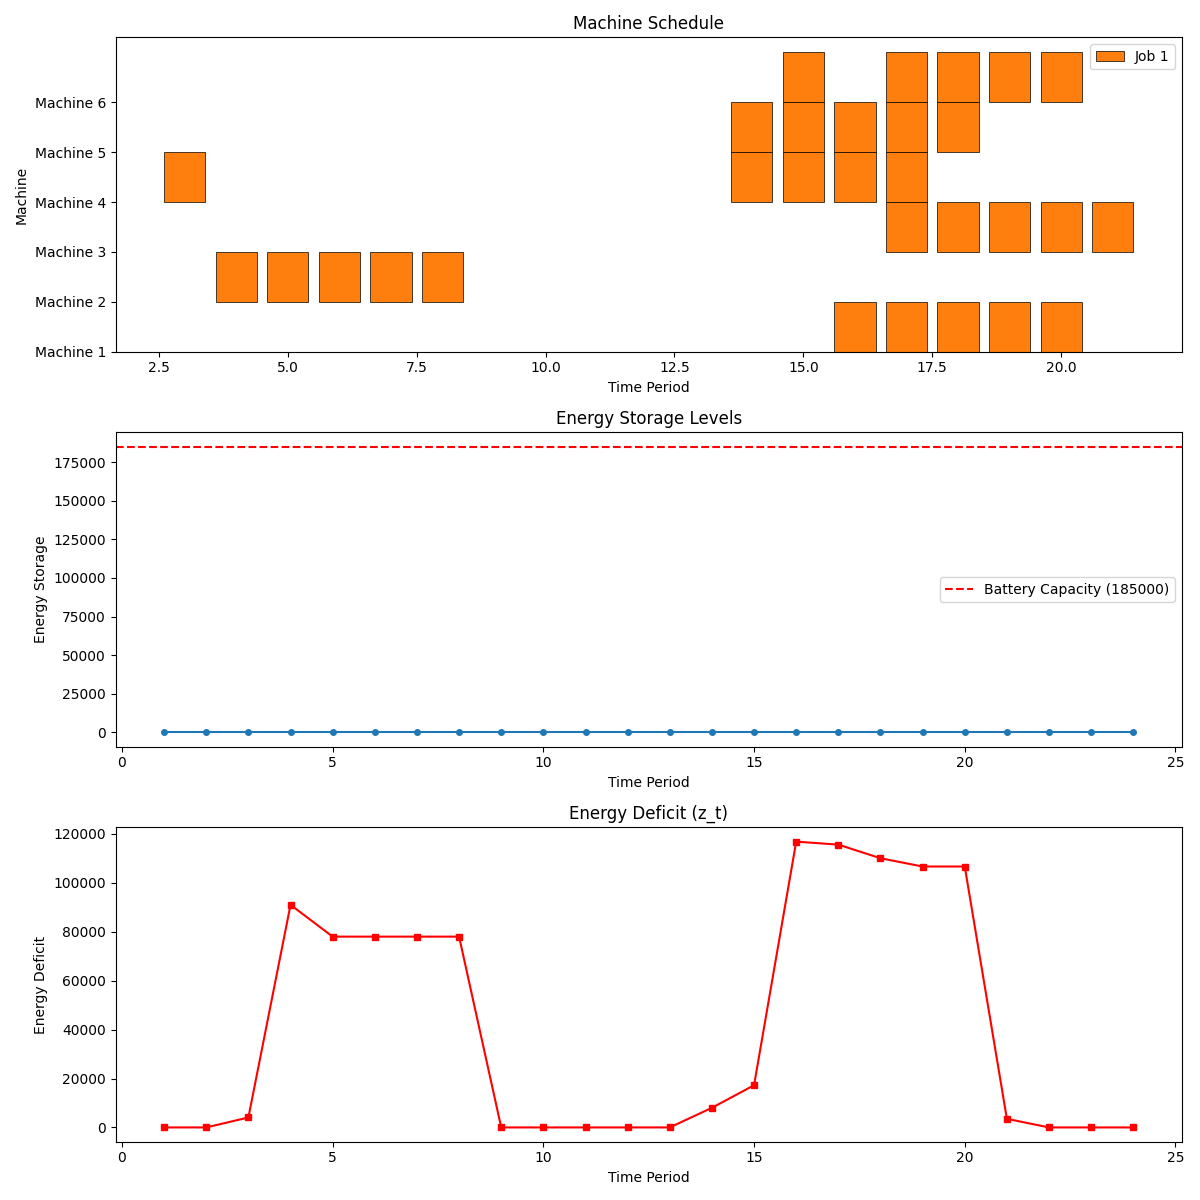 Machine Schedule
Machine
Machine 6
Machine 5
Machine 4
Machine 3
Machine 2
Machine 1
Job 1
2.5 5.0 7.5 10.0 12.5 15.0 17.5 20.0
Time Period
Energy Storage Levels
Energy Storage
175000
150000
125000
100000
75000
50000
25000
0
Battery Capacity (185000)
0 5 10 15 20 25
Time Period
Energy Deficit (z_t)
Energy Deficit
120000
100000
80000
60000
40000
20000
0
0 5 10 15 20 25
Time Period